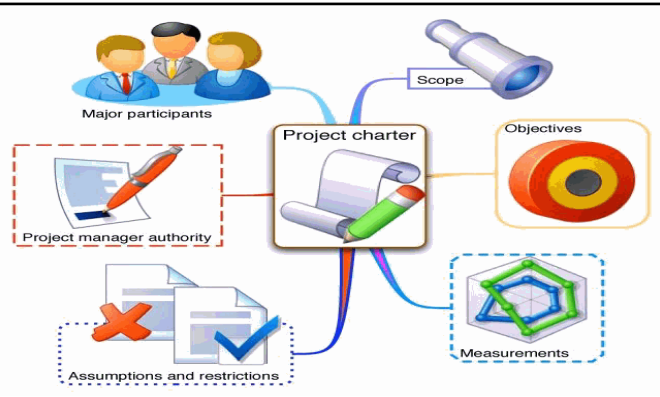 Scope
Major participants
Project charter
Objectives
Project manager authority
Measurements
Assumptions and restrictions